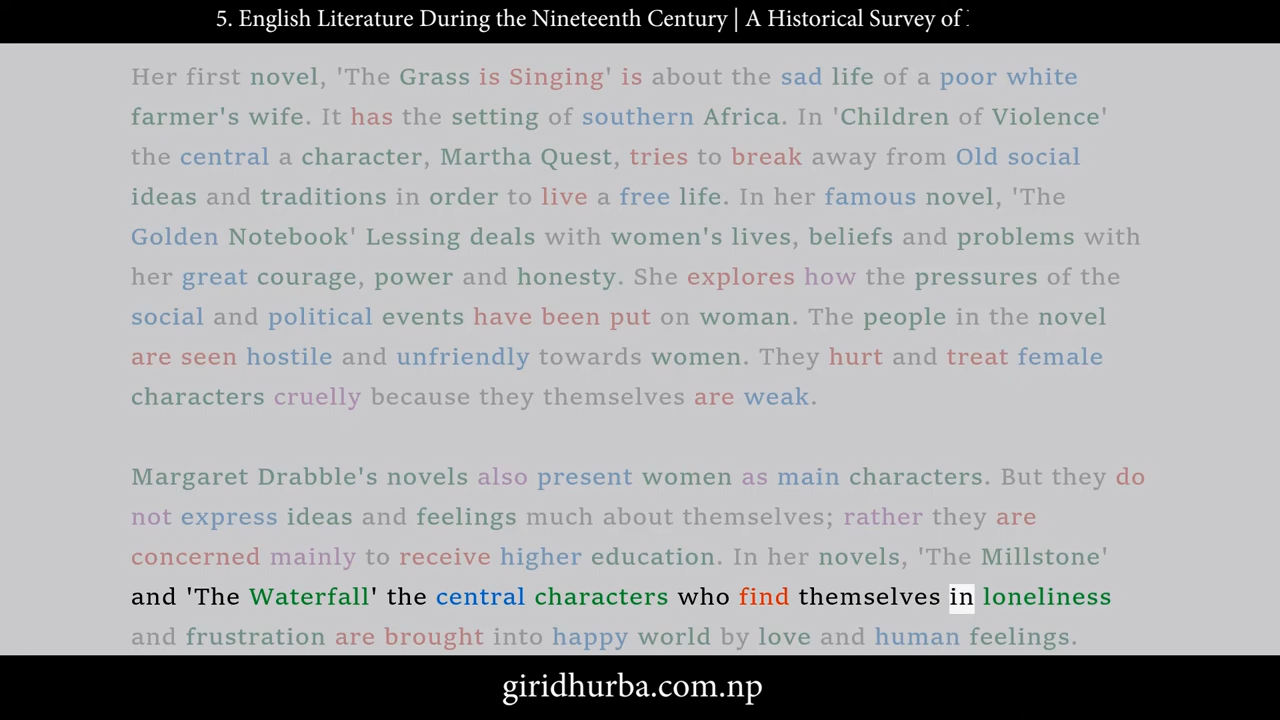 5. English Literature During the Nineteenth Century | A Historical Survey of
Her first novel, 'The Grass is Singing' is about the sad life of a poor white
farmer's wife. It has the setting of southern Africa. In 'Children of Violence'
the central a character, Martha Quest, tries to break away from Old social
ideas and traditions in order to live a free life. In her famous novel, 'The
Golden Notebook' Lessing deals with women's lives, beliefs and problems with
her great courage, power and honesty. She explores how the pressures of the
social and political events have been put on woman. The people in the novel
are seen hostile and unfriendly towards women. They hurt and treat female
characters cruelly because they themselves are weak.
Margaret Drabble's novels also present women as main characters. But they do
not express ideas and feelings much about themselves; rather they are
concerned mainly to receive higher education. In her novels, 'The Millstone'
and 'The Waterfall' the central characters who find themselves in loneliness
and frustration are brought into happy world by love and human feelings.
giridhurba.com.np